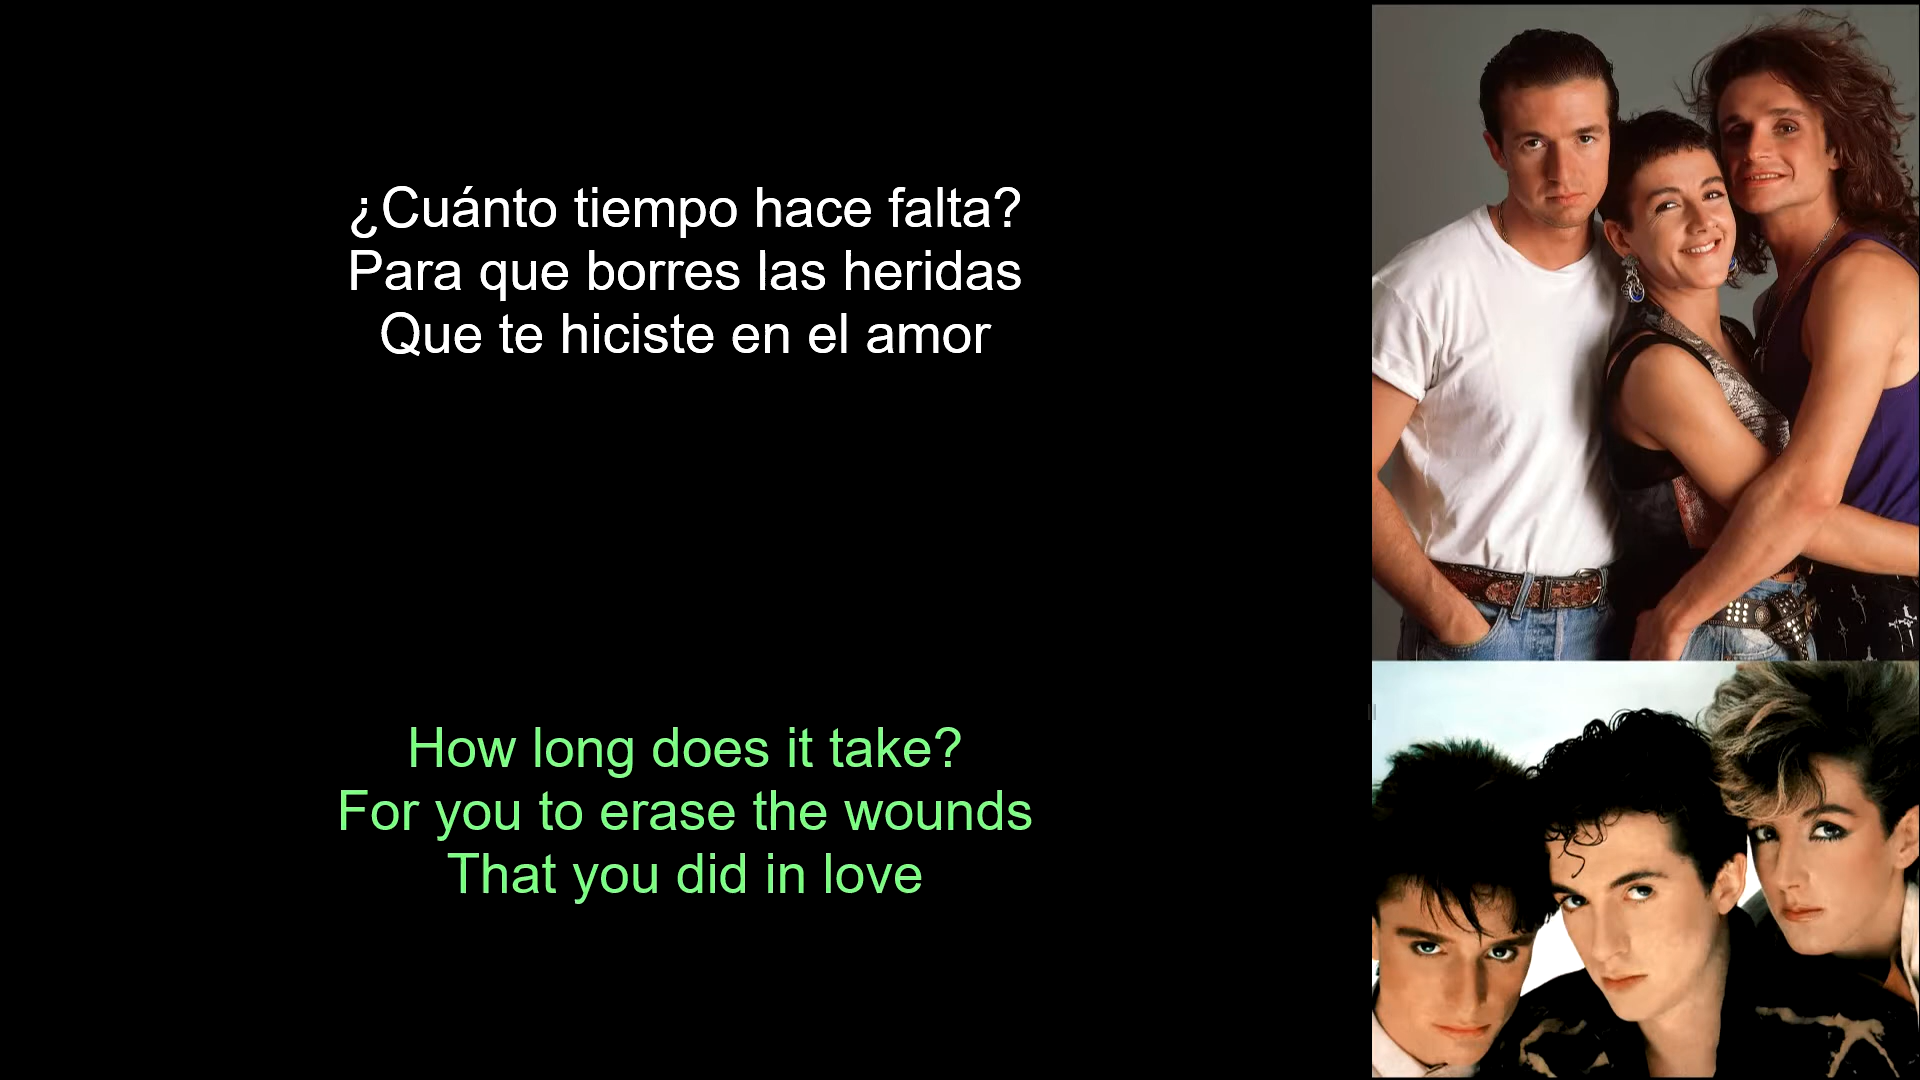 ¿Cuánto tiempo hace falta?
Para que borres las heridas
Que te hiciste en el amor
How long does it take?
For you to erase the wounds
That you did in love